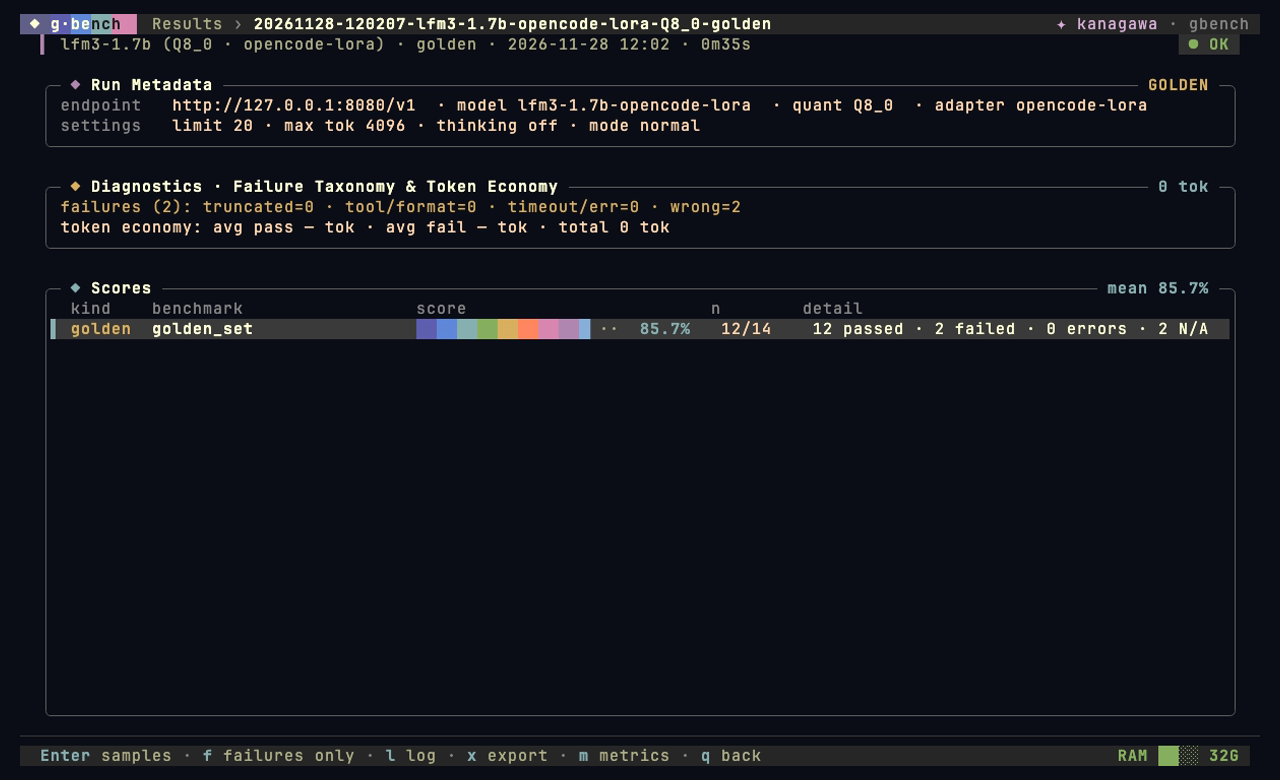 ◆ g·bench Results › 20261128-120207-lfm3-1.7b-opencode-lora-Q8_0-golden ✦ kanagawa · gbench
lfm3-1.7b (Q8_0 · opencode-lora) · golden · 2026-11-28 12:02 · 0m35s ● OK
◆ Run Metadata GOLDEN
endpoint http://127.0.0.1:8080/v1 · model lfm3-1.7b-opencode-lora · quant Q8_0 · adapter opencode-lora
settings limit 20 · max tok 4096 · thinking off · mode normal
◆ Diagnostics · Failure Taxonomy & Token Economy 0 tok
failures (2): truncated=0 · tool/format=0 · timeout/err=0 · wrong=2
token economy: avg pass — tok · avg fail — tok · total 0 tok
◆ Scores mean 85.7%
kind benchmark score n detail
golden golden_set ·· 85.7% 12/14 12 passed · 2 failed · 0 errors · 2 N/A
Enter samples · f failures only · l log · x export · m metrics · q back RAM 32G